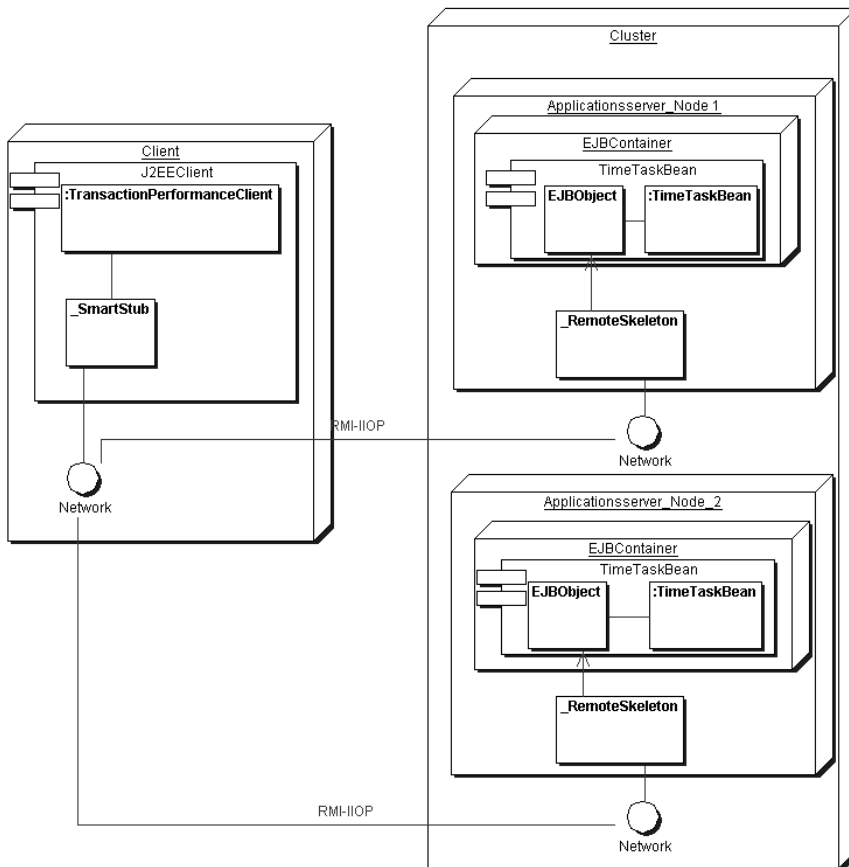 Cluster
Applicationsserver_Node 1
EJBContainer
TimeTaskBean
EJBObject
:TimeTaskBean
_RemoteSkeleton
Network
Client
J2EEClient
:TransactionPerformanceClient
_SmartStub
Network
RMI-IIOP
Applicationsserver_Node_2
EJBContainer
TimeTaskBean
EJBObject
:TimeTaskBean
_RemoteSkeleton
Network
RMI-IIOP